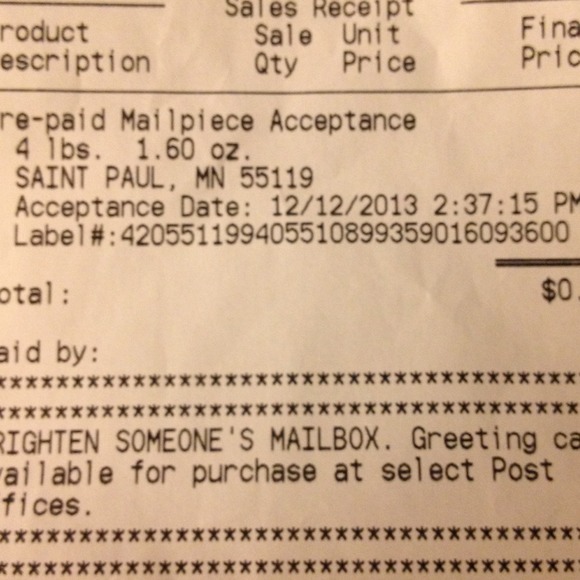 Sales Receipt
roduct Sale Unit Fina
escription Qty Price Pric
re-paid Mailpiece Acceptance
4 lbs. 1.60 oz.
SAINT PAUL, MN 55119
Acceptance Date: 12/12/2013 2:37:15 PM
Label#:420551199405510899359016093600
otal: $0.
aid by:
****************************************
****************************************
RIGHTEN SOMEONE'S MAILBOX. Greeting ca
vailable for purchase at select Post
fices.
****************************************
****************************************